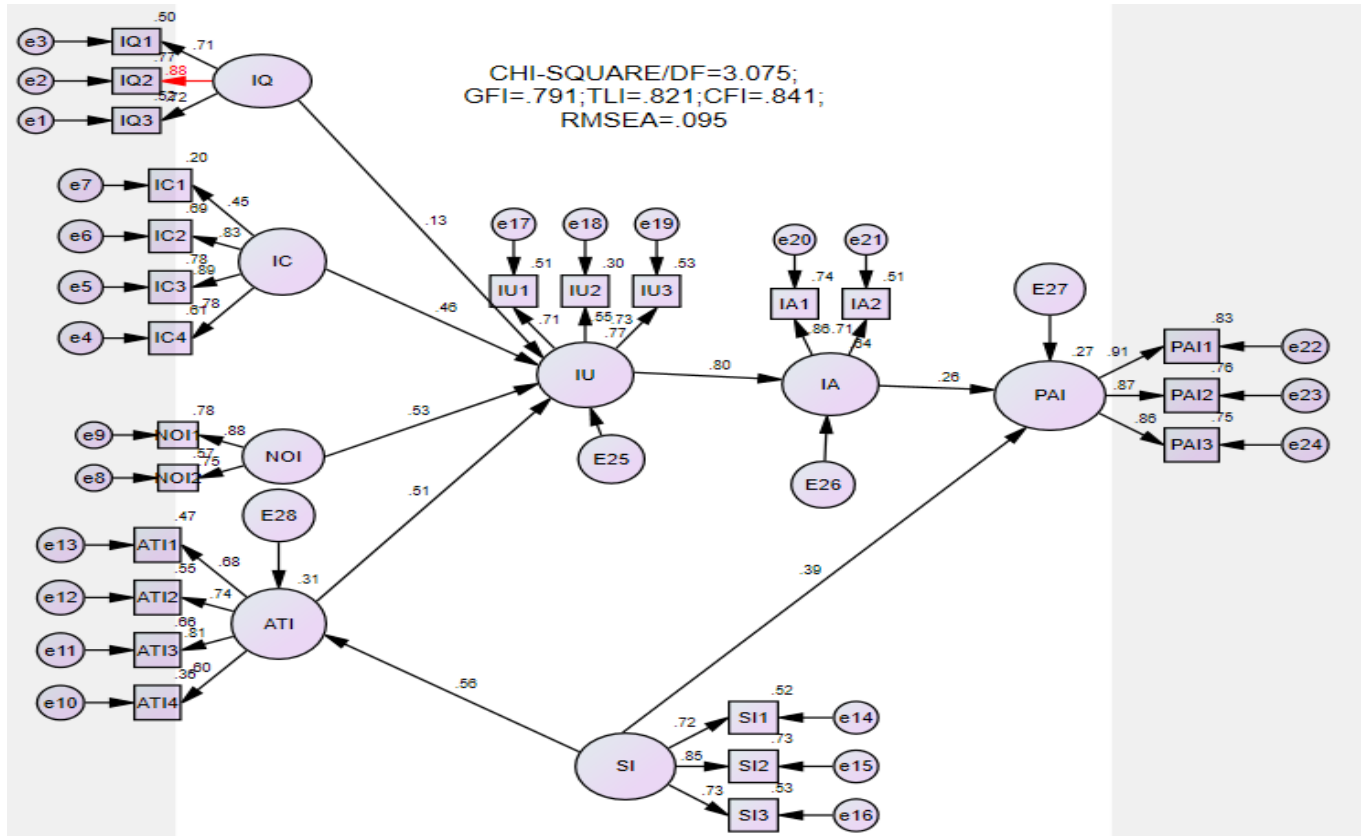 CHI-SQUARE/DF=3.075;
GFI=.791;TLI=.821;CFI=.841;
RMSEA=.095
e3
IQ1
.50
.71
e2
IQ2
.77
.88
IQ
e1
IQ3
.72
.13
e7
IC1
.20
.45
e6
IC2
.69
.83
IC
e5
IC3
.78
.89
e4
IC4
.61
.78
.46
e9
NOI1
.78
.88
NOI
e8
NOI2
.57
.75
.53
E28
.31
ATI
.51
e13
ATI1
.47
.68
e12
ATI2
.55
.74
e11
ATI3
.66
.81
e10
ATI4
.36
.60
.56
e17
e18
e19
.51
.30
.53
IU1
IU2
IU3
.71
.55
.73
.77
IU
E25
.80
e20
e21
.74
.51
IA1
IA2
.86
.71
.64
IA
E26
.26
E27
.27
PAI
.91
.83
PAI1
e22
.87
.76
PAI2
e23
.86
.75
PAI3
e24
.39
SI
.72
.52
SI1
e14
.85
.73
SI2
e15
.73
.53
SI3
e16